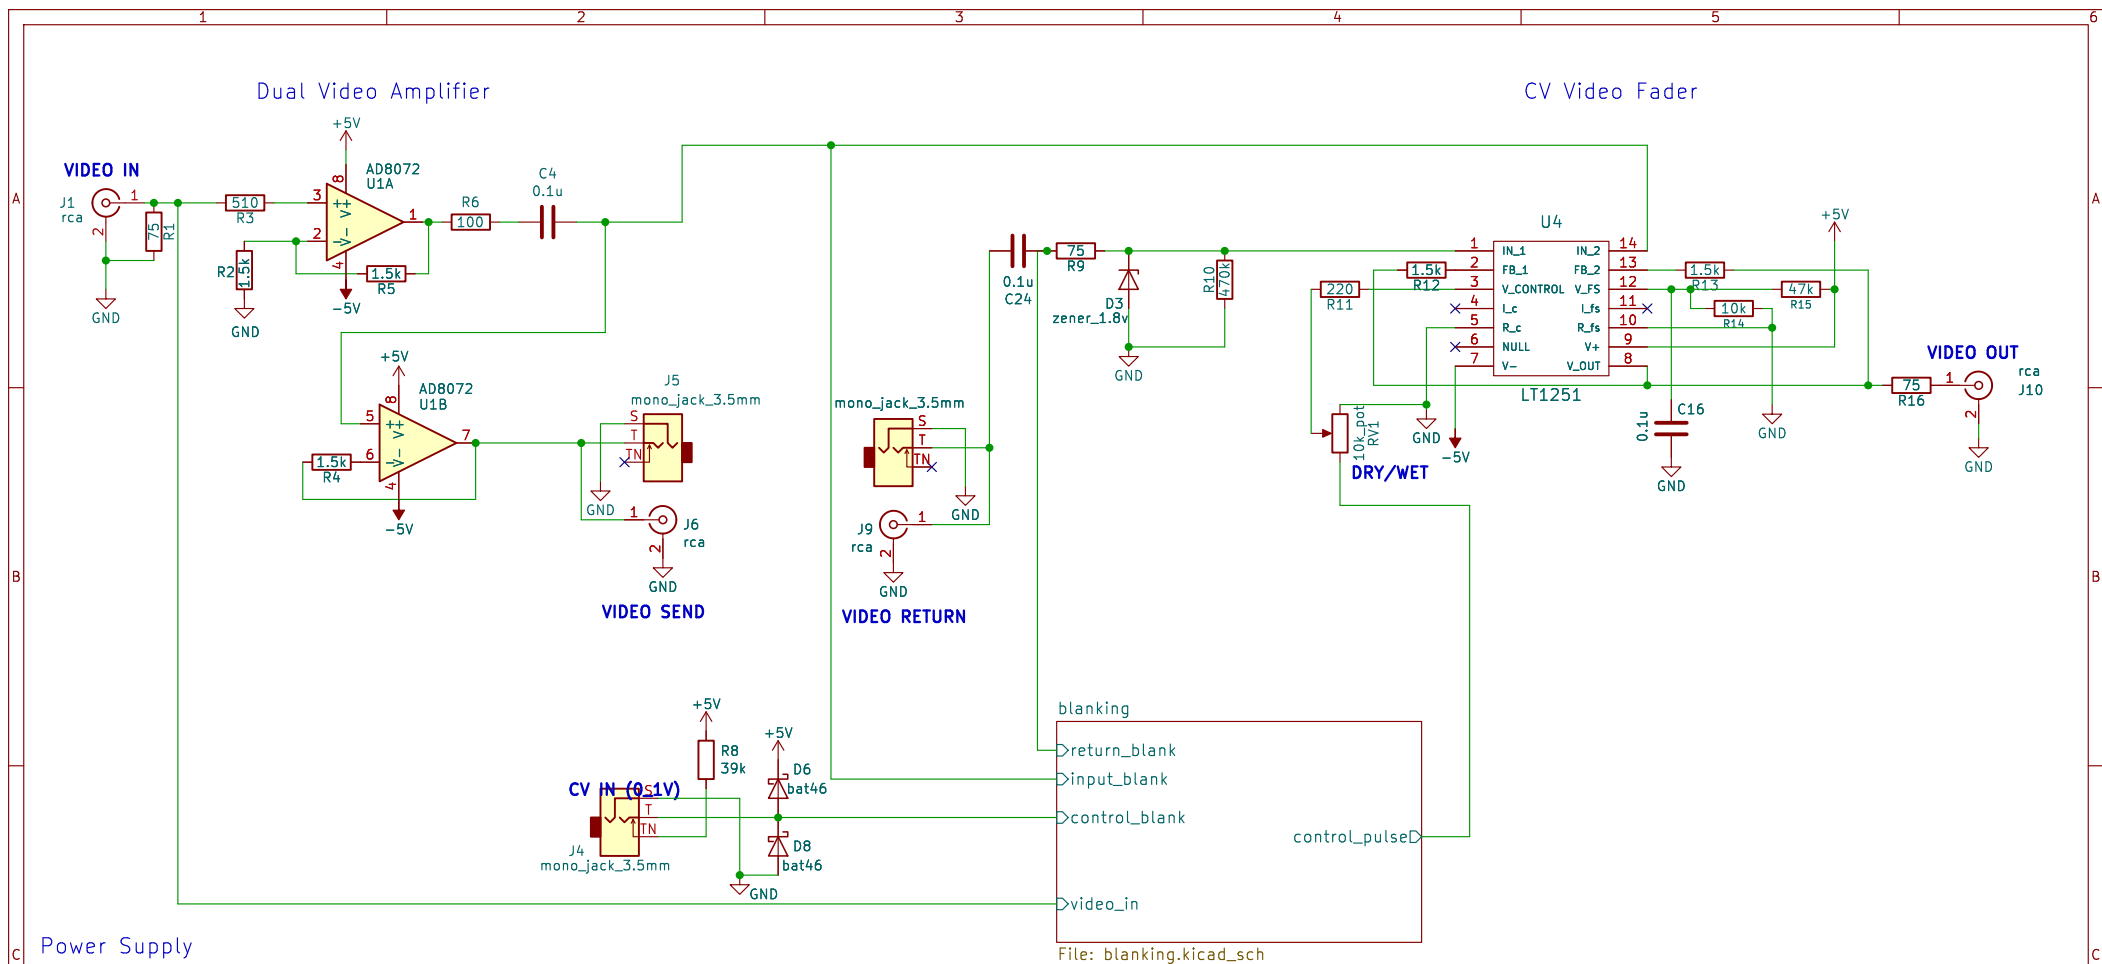 1 2 3 4 5 6
Dual Video Amplifier
CV Video Fader
A
A
VIDEO IN
J1
rca
1
2
75
R1
GND
510
R3
R2
1.5k
GND
+5V
8
AD8072
U1A
3
2
+
-
V+
V-
1
4
-5V
1.5k
R5
R6
100
C4
0.1u
+5V
8
AD8072
U1B
5
6
+
-
V+
V-
7
4
-5V
1.5k
R4
J5
mono_jack_3.5mm
S
T
TN
GND
1
J6
rca
2
GND
VIDEO SEND
mono_jack_3.5mm
S
T
TN
GND
J9
rca
1
2
GND
VIDEO RETURN
0.1u
C24
75
R9
D3
zener_1.8v
GND
R10
470k
U4
1 IN_1 IN_2 14
2 FB_1 FB_2 13
3 V_CONTROL V_FS 12
4 I_c I_fs 11
5 R_c R_fs 10
6 NULL V+ 9
7 V- V_OUT 8
LT1251
1.5k
R12
220
R11
10k_pot
RV1
DRY/WET
GND
-5V
1.5k
R13
10k
R14
47k
R15
+5V
C16
0.1u
GND
GND
VIDEO OUT
75
R16
1
rca
J10
2
GND
B
B
+5V
R8
39k
+5V
D6
bat46
D8
bat46
GND
CV IN (0_1V)
S
T
TN
J4
mono_jack_3.5mm
blanking
return_blank
input_blank
control_blank
control_pulse
video_in
File: blanking.kicad_sch
Power Supply
C
C